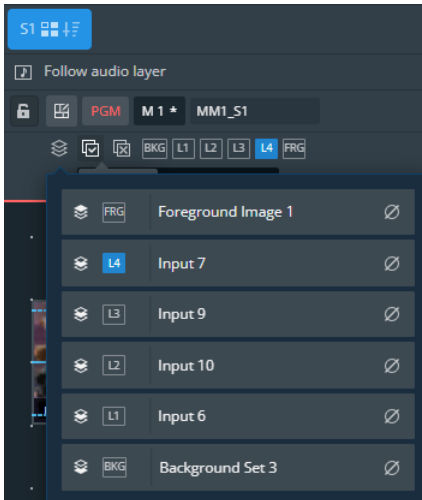 S1
Follow audio layer
PGM M 1 * MM1_S1
BKG L1 L2 L3 L4 FRG
FRG Foreground Image 1
L4 Input 7
L3 Input 9
L2 Input 10
L1 Input 6
BKG Background Set 3